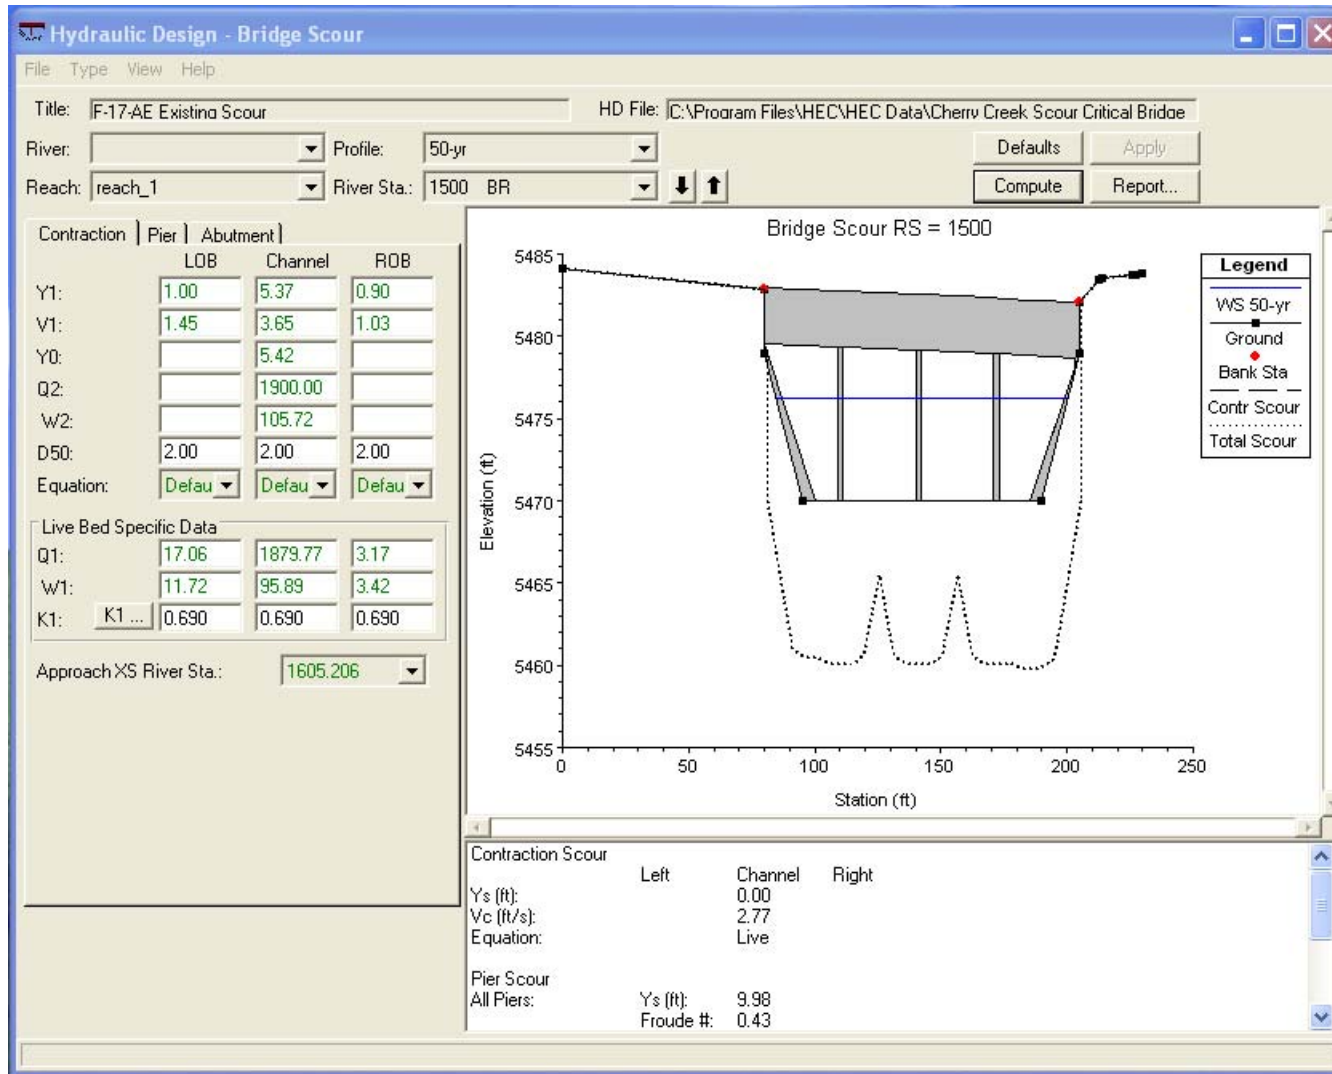 Hydraulic Design - Bridge Scour
File Type View Help
Title: F-17-AE Existing Scour HD File: C:\Program Files\HEC\HEC Data\Cherry Creek Scour Critical Bridge
River: Profile: 50-yr Defaults Apply
Reach: reach_1 River Sta.: 1500 BR Compute Report...
Contraction Pier Abutment
LOB Channel ROB
Y1: 1.00 5.37 0.90
V1: 1.45 3.65 1.03
Y0: 5.42
Q2: 1900.00
W2: 105.72
D50: 2.00 2.00 2.00
Equation: Defau Defau Defau
Live Bed Specific Data
Q1: 17.06 1879.77 3.17
W1: 11.72 95.89 3.42
K1: K1 ... 0.690 0.690 0.690
Approach XS River Sta.: 1605.206
Bridge Scour RS = 1500
5485
5480
5475
5470
5465
5460
5455
Elevation (ft)
0 50 100 150 200 250
Station (ft)
Legend
WS 50-yr
Ground
Bank Sta
Contr Scour
Total Scour
Contraction Scour
Left Channel Right
Ys (ft): 0.00
Vc (ft/s): 2.77
Equation: Live
Pier Scour
All Piers: Ys (ft): 9.98
Froude #: 0.43